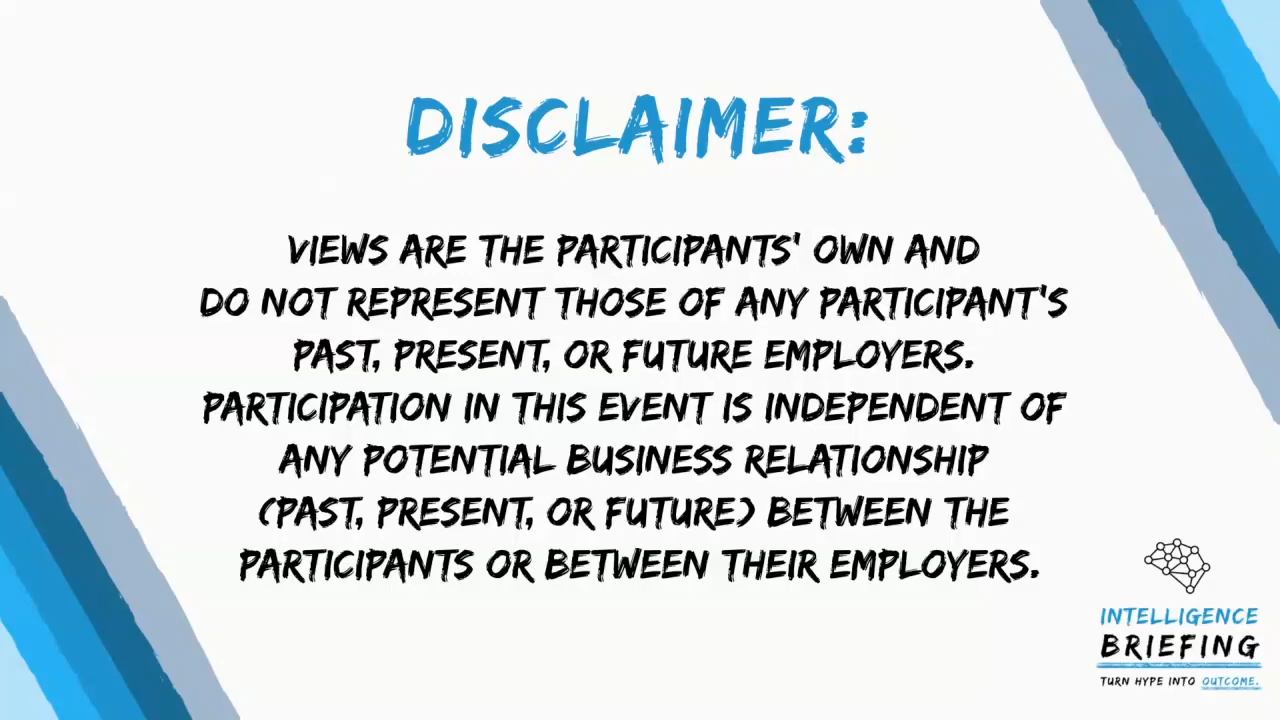 DISCLAIMER:
VIEWS ARE THE PARTICIPANTS' OWN AND
DO NOT REPRESENT THOSE OF ANY PARTICIPANT'S
PAST, PRESENT, OR FUTURE EMPLOYERS.
PARTICIPATION IN THIS EVENT IS INDEPENDENT OF
ANY POTENTIAL BUSINESS RELATIONSHIP
(PAST, PRESENT, OR FUTURE) BETWEEN THE
PARTICIPANTS OR BETWEEN THEIR EMPLOYERS.
INTELLIGENCE
BRIEFING
TURN HYPE INTO OUTCOME.